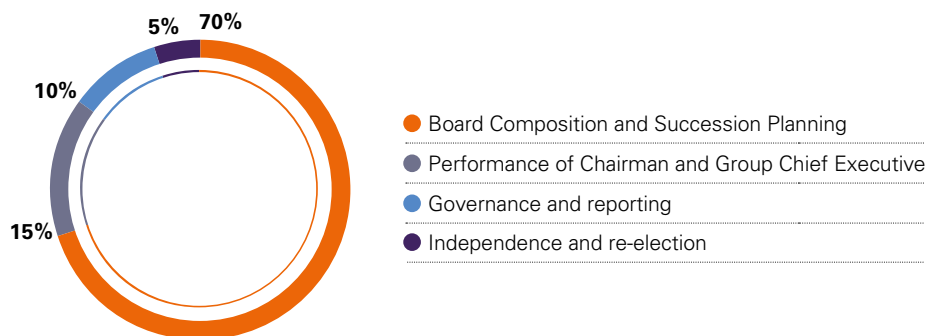 5% 70%
10%
15%
Board Composition and Succession Planning
Performance of Chairman and Group Chief Executive
Governance and reporting
Independence and re-election